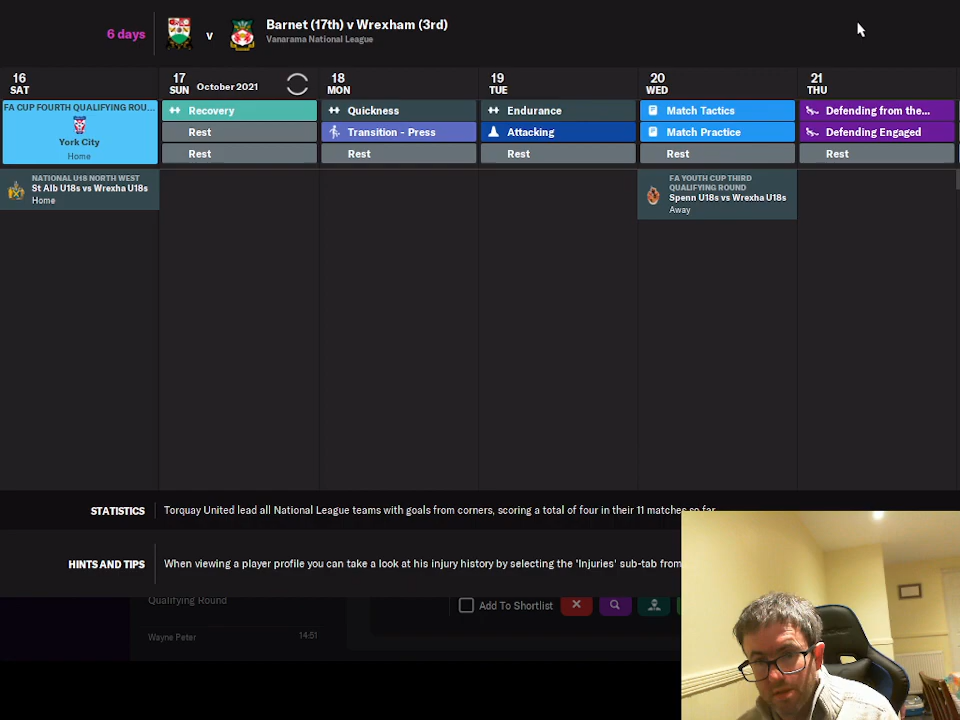 6 days
v
Barnet (17th) v Wrexham (3rd)
Vanarama National League
16
SAT
17
SUN October 2021
18
MON
19
TUE
20
WED
21
THU
FA CUP FOURTH QUALIFYING ROU...
York City
Home
Recovery
Rest
Rest
Quickness
Transition - Press
Rest
Endurance
Attacking
Rest
Match Tactics
Match Practice
Rest
Defending from the...
Defending Engaged
Rest
NATIONAL U18 NORTH WEST
St Alb U18s vs Wrexha U18s
Home
FA YOUTH CUP THIRD
QUALIFYING ROUND
Spenn U18s vs Wrexha U18s
Away
STATISTICS
Torquay United lead all National League teams with goals from corners, scoring a total of four in their 11 matches so far.
HINTS AND TIPS
When viewing a player profile you can take a look at his injury history by selecting the 'Injuries' sub-tab from
Qualifying Round
Add To Shortlist
Wayne Peter
14-51